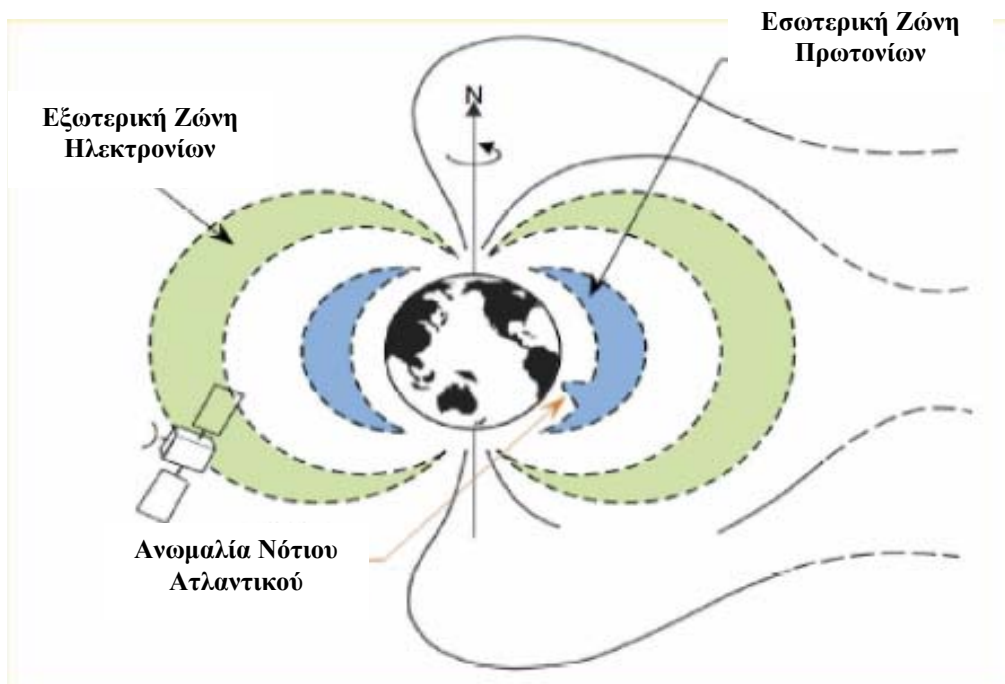 Εσωτερική Ζώνη
Πρωτονίων
Εξωτερική Ζώνη
Ηλεκτρονίων
N
Ανωμαλία Νότιου
Ατλαντικού